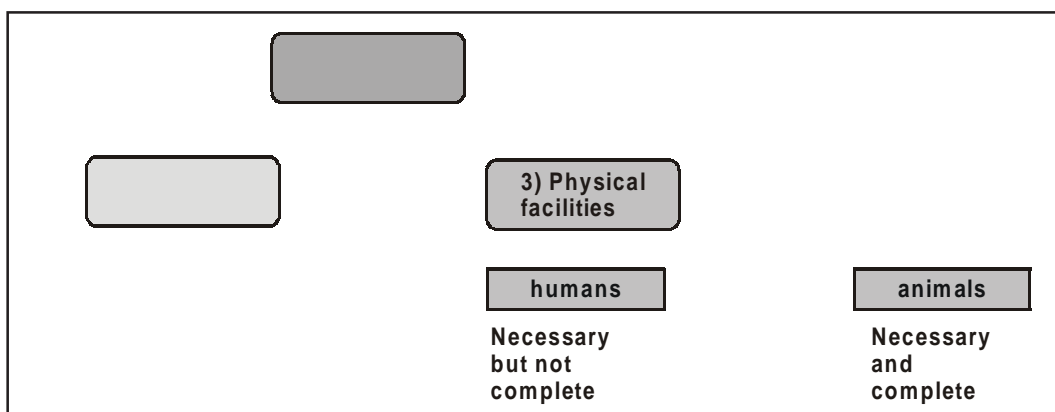 3) Physical
facilities
humans
animals
Necessary
but not
complete
Necessary
and
complete